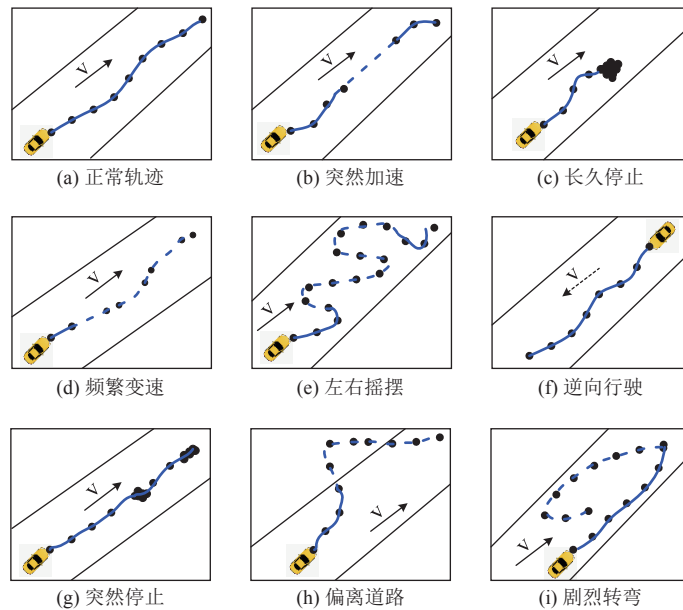 V
V
V
(a) 正常轨迹
(b) 突然加速
(c) 长久停止
V
V
V
(d) 频繁变速
(e) 左右摇摆
(f) 逆向行驶
V
V
V
(g) 突然停止
(h) 偏离道路
(i) 剧烈转弯